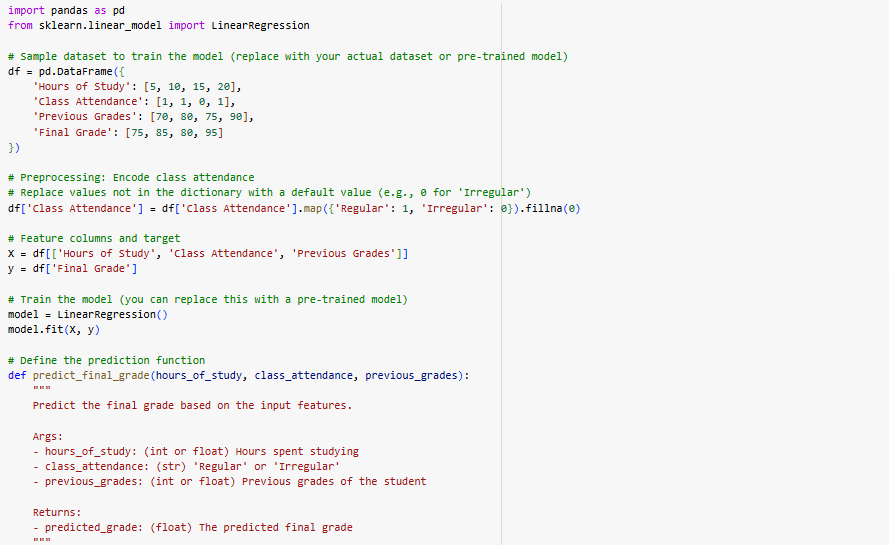 import pandas as pd
from sklearn.linear_model import LinearRegression

# Sample dataset to train the model (replace with your actual dataset or pre-trained model)
df = pd.DataFrame({
    'Hours of Study': [5, 10, 15, 20],
    'Class Attendance': [1, 1, 0, 1],
    'Previous Grades': [70, 80, 75, 90],
    'Final Grade': [75, 85, 80, 95]
})

# Preprocessing: Encode class attendance
# Replace values not in the dictionary with a default value (e.g., 0 for 'Irregular')
df['Class Attendance'] = df['Class Attendance'].map({'Regular': 1, 'Irregular': 0}).fillna(0)

# Feature columns and target
X = df[['Hours of Study', 'Class Attendance', 'Previous Grades']]
y = df['Final Grade']

# Train the model (you can replace this with a pre-trained model)
model = LinearRegression()
model.fit(X, y)

# Define the prediction function
def predict_final_grade(hours_of_study, class_attendance, previous_grades):
    """
    Predict the final grade based on the input features.

    Args:
    - hours_of_study: (int or float) Hours spent studying
    - class_attendance: (str) 'Regular' or 'Irregular'
    - previous_grades: (int or float) Previous grades of the student

    Returns:
    - predicted_grade: (float) The predicted final grade
    """